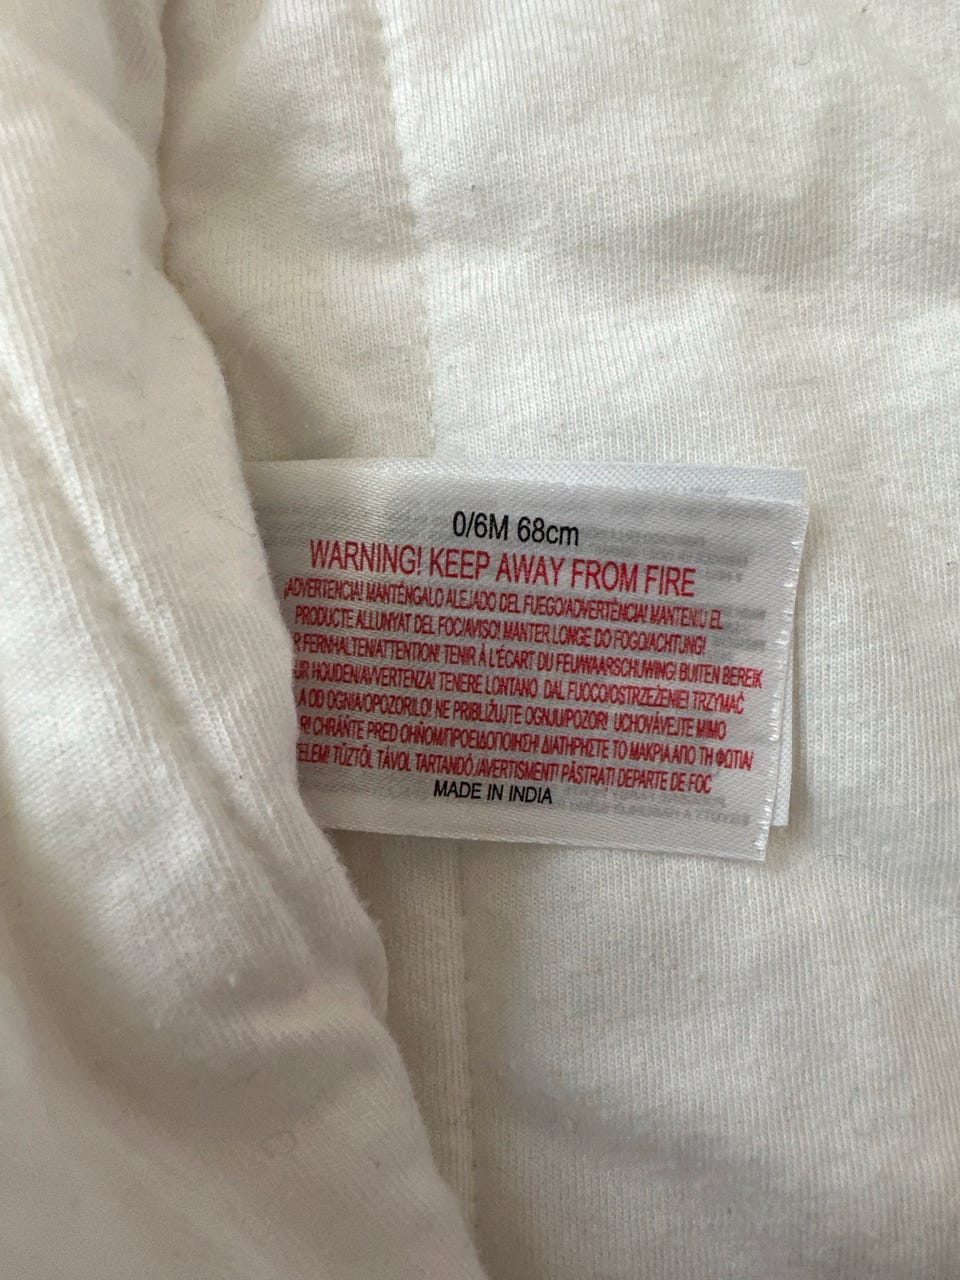 0/6M 68cm
WARNING! KEEP AWAY FROM FIRE
¡ADVERTENCIA! MANTÉNGALO ALEJADO DEL FUEGO/ADVERTÈNCIA! MANTENIU EL
PRODUCTE ALLUNYAT DEL FOC/AVISO! MANTER LONGE DO FOGO/ACHTUNG!
FERNHALTEN/ATTENTION! TENIR À L'ÉCART DU FEU/WAARSCHUWING! BUITEN BEREIK
HOUDEN/AVVERTENZA! TENERE LONTANO DAL FUOCO/OSTRZEŻENIE! TRZYMAĆ
OD OGNIA/OPOZORILO! NE PRIBLIŽUJTE OGNJU/POZOR! UCHOVÁVEJTE MIMO
CHRÁŇTE PRED OHŇOM/ΠΡΟΕΙΔΟΠΟΙΗΣΗ! ΔΙΑΤΗΡΗΣΤΕ ΤΟ ΜΑΚΡΙΑ ΑΠΟ ΤΗ ΦΩΤΙΑ/
TŰZTŐL TÁVOL TARTANDÓ./AVERTISMENT! PĂSTRAȚI DEPARTE DE FOC
MADE IN INDIA